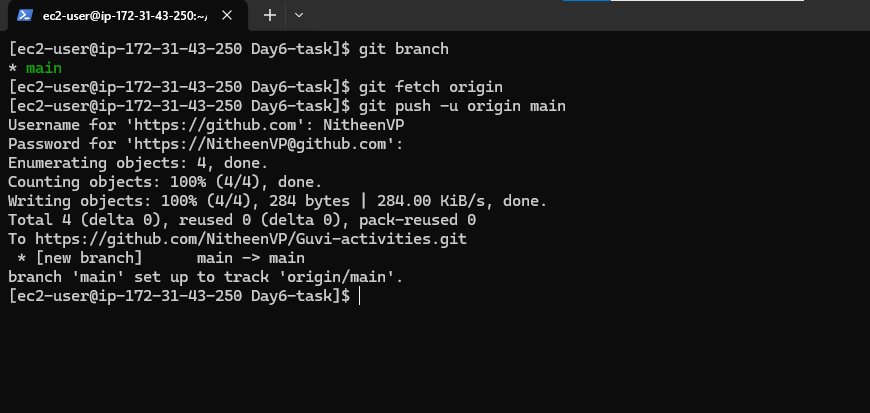 ec2-user@ip-172-31-43-250:~/
[ec2-user@ip-172-31-43-250 Day6-task]$ git branch
* main
[ec2-user@ip-172-31-43-250 Day6-task]$ git fetch origin
[ec2-user@ip-172-31-43-250 Day6-task]$ git push -u origin main
Username for 'https://github.com': NitheenVP
Password for 'https://NitheenVP@github.com':
Enumerating objects: 4, done.
Counting objects: 100% (4/4), done.
Writing objects: 100% (4/4), 284 bytes | 284.00 KiB/s, done.
Total 4 (delta 0), reused 0 (delta 0), pack-reused 0
To https://github.com/NitheenVP/Guvi-activities.git
 * [new branch]      main -> main
branch 'main' set up to track 'origin/main'.
[ec2-user@ip-172-31-43-250 Day6-task]$